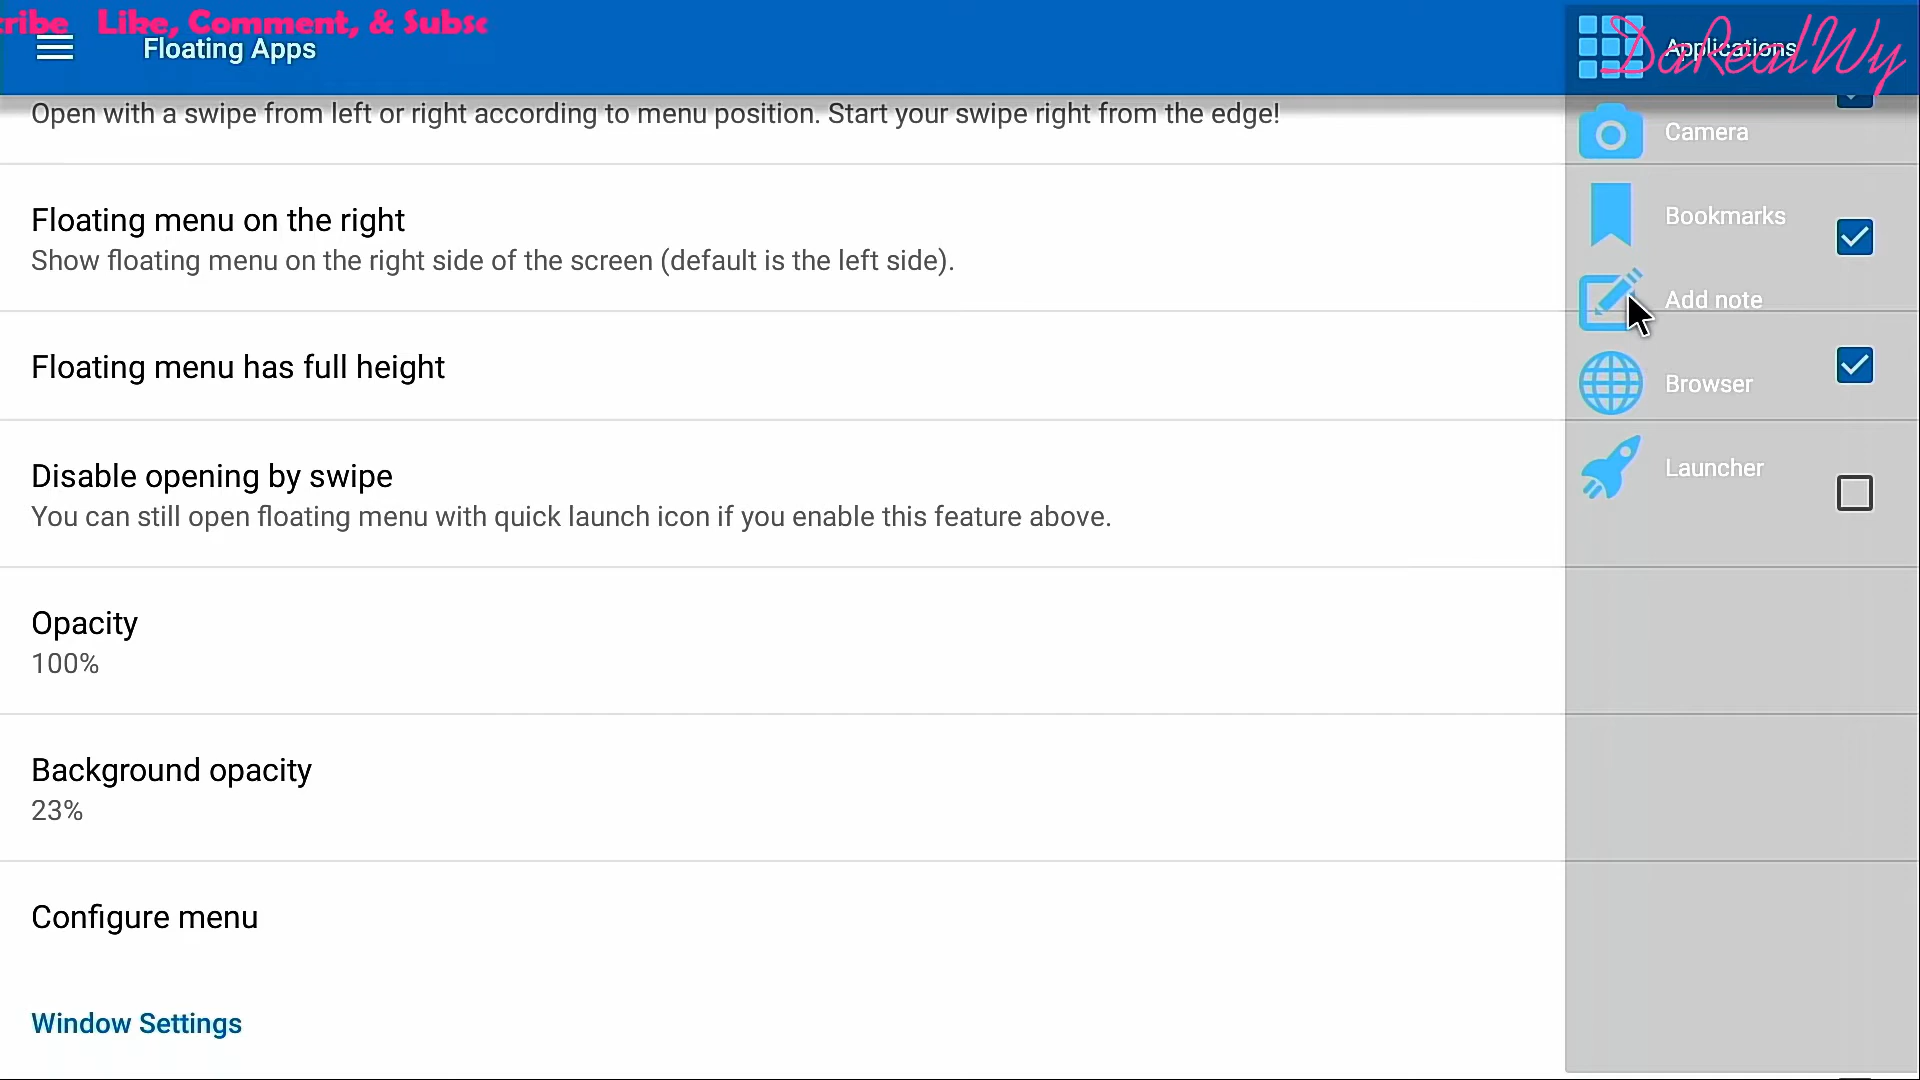 cribe Like, Comment, & Subsc
Floating Apps
Applications
DaRealWy
Open with a swipe from left or right according to menu position. Start your swipe right from the edge!
Camera
Bookmarks
Floating menu on the right
Show floating menu on the right side of the screen (default is the left side).
Add note
Floating menu has full height
Browser
Launcher
Disable opening by swipe
You can still open floating menu with quick launch icon if you enable this feature above.
Opacity
100%
Background opacity
23%
Configure menu
Window Settings